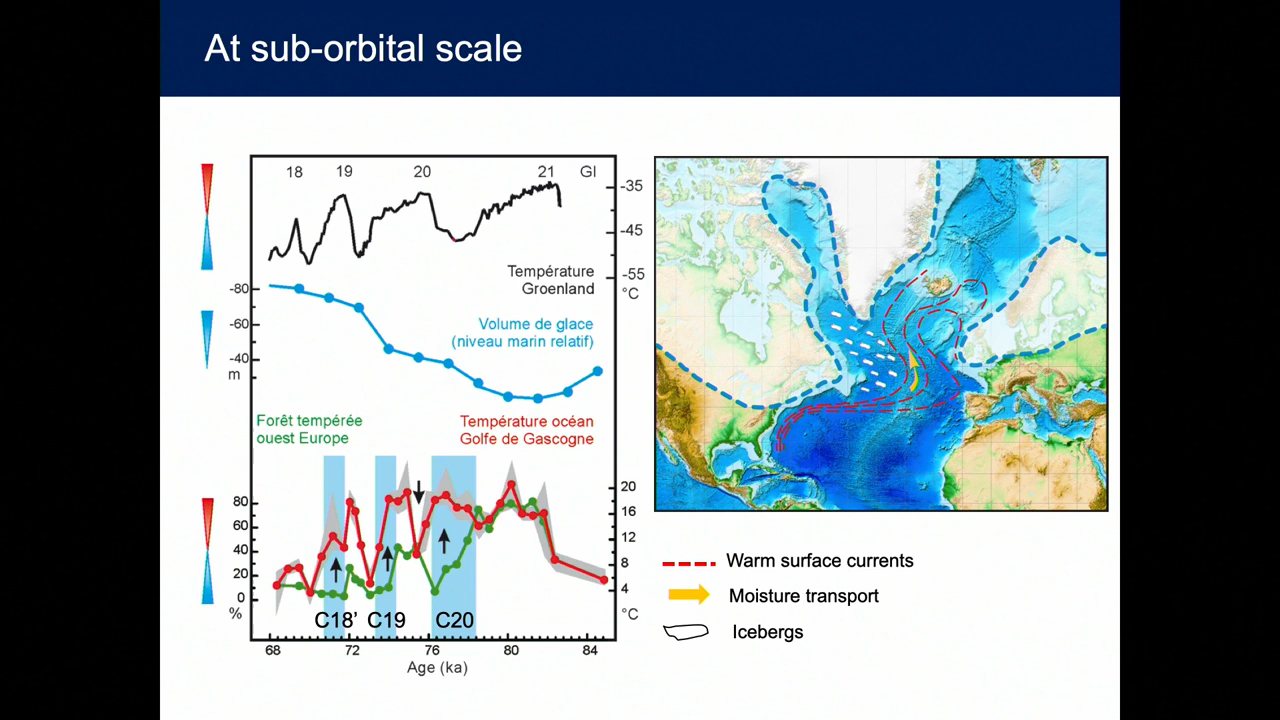 At sub-orbital scale
18 19 20 21 GI
-35
-45
-55
°C
Température
Groenland
-80
-60
-40
m
Volume de glace
(niveau marin relatif)
Forêt tempérée
ouest Europe
Température océan
Golfe de Gascogne
80
60
40
20
0
%
20
16
12
8
4
°C
C18' C19 C20
68 72 76 80 84
Age (ka)
Warm surface currents
Moisture transport
Icebergs